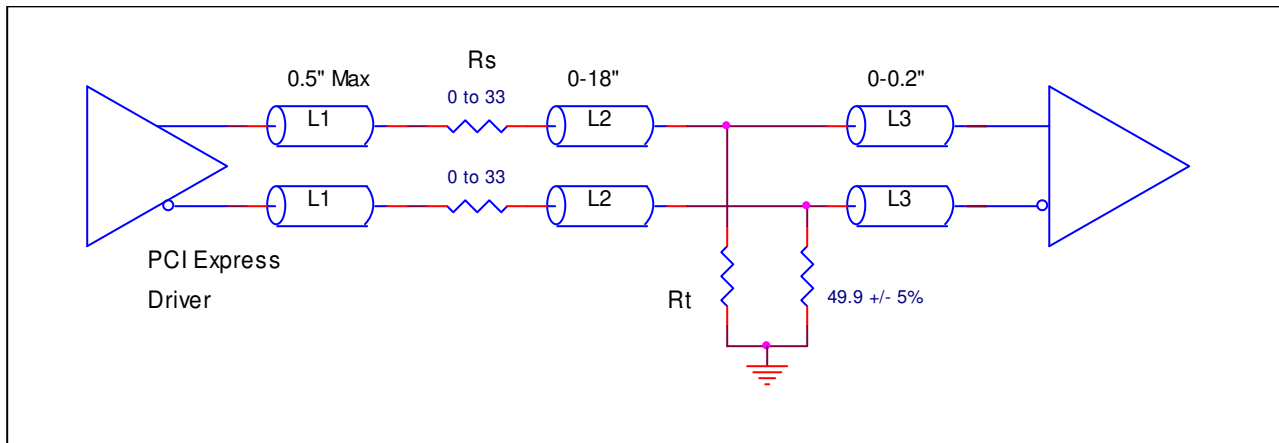 Rs
0.5" Max
0-18"
0-0.2"
0 to 33
L1
L2
L3
0 to 33
L1
L2
L3
PCI Express
Driver
Rt
49.9 +/- 5%